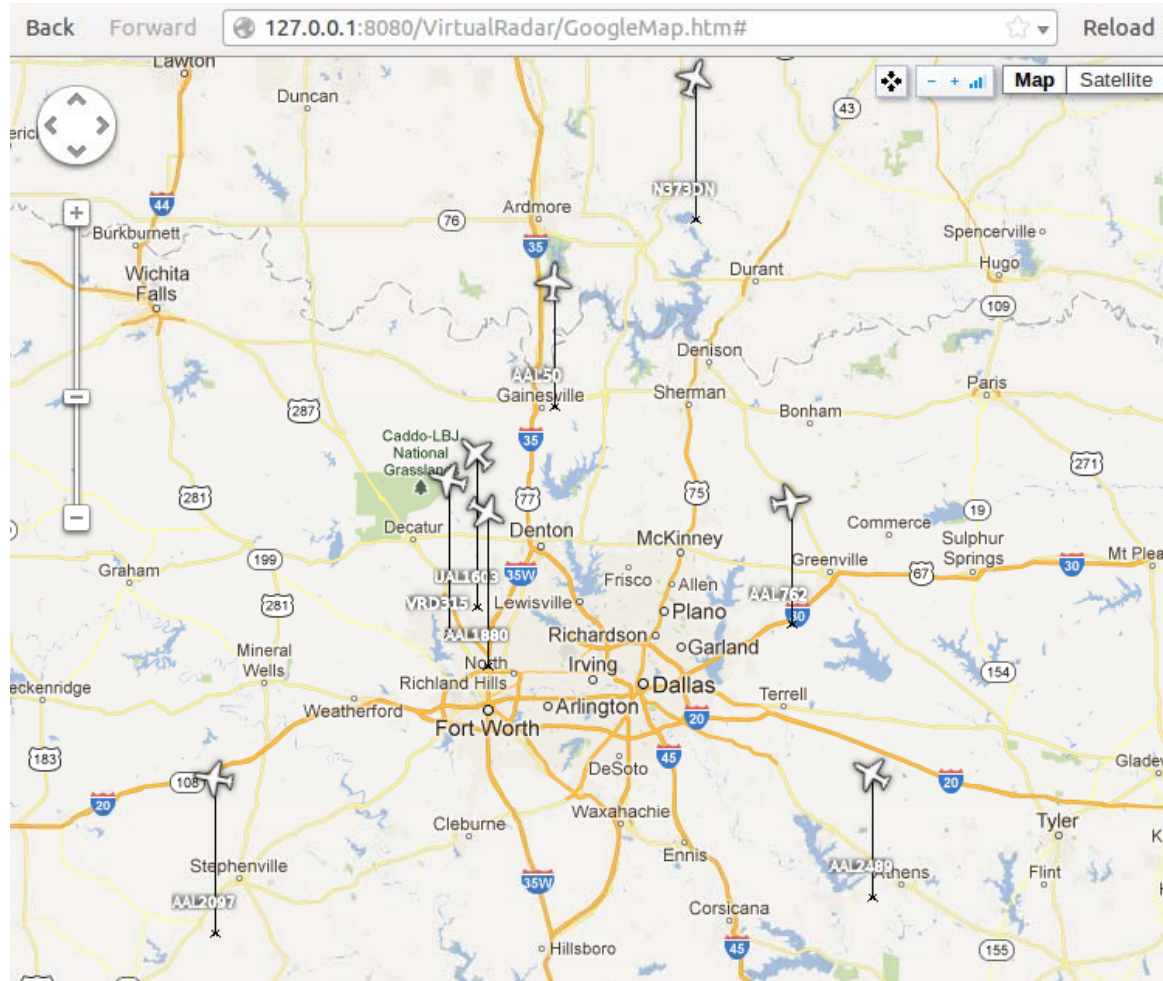 Back Forward 127.0.0.1:8080/VirtualRadar/GoogleMap.htm# Reload
Lawton
- + Map Satellite
Duncan
43
N373DN
44
76
Ardmore
Burkburnett
35
Spencerville
Wichita
Falls
Durant
Hugo
109
Denison
AAL50
Gainesville
Sherman
Paris
287
Bonham
Caddo-LBJ
National
Grassland
35
271
281
77
75
19
Decatur
Denton
McKinney
Commerce
Sulphur
Springs
199
Graham
UAL1603
35W
Frisco
Allen
Greenville
67
30
Mt Plea
281
VRD315
Lewisville
Plano
AAL762
30
AAL1880
Richardson
Garland
Mineral
Wells
North
Richland Hills
Irving
154
eckenridge
Dallas
Terrell
Weatherford
Arlington
20
Fort Worth
183
45
DeSoto
Gladev
108
20
20
Waxahachie
Cleburne
Tyler
K
Ennis
Stephenville
AAL2489
Athens
Flint
35W
AAL2097
Corsicana
Hillsboro
45
155